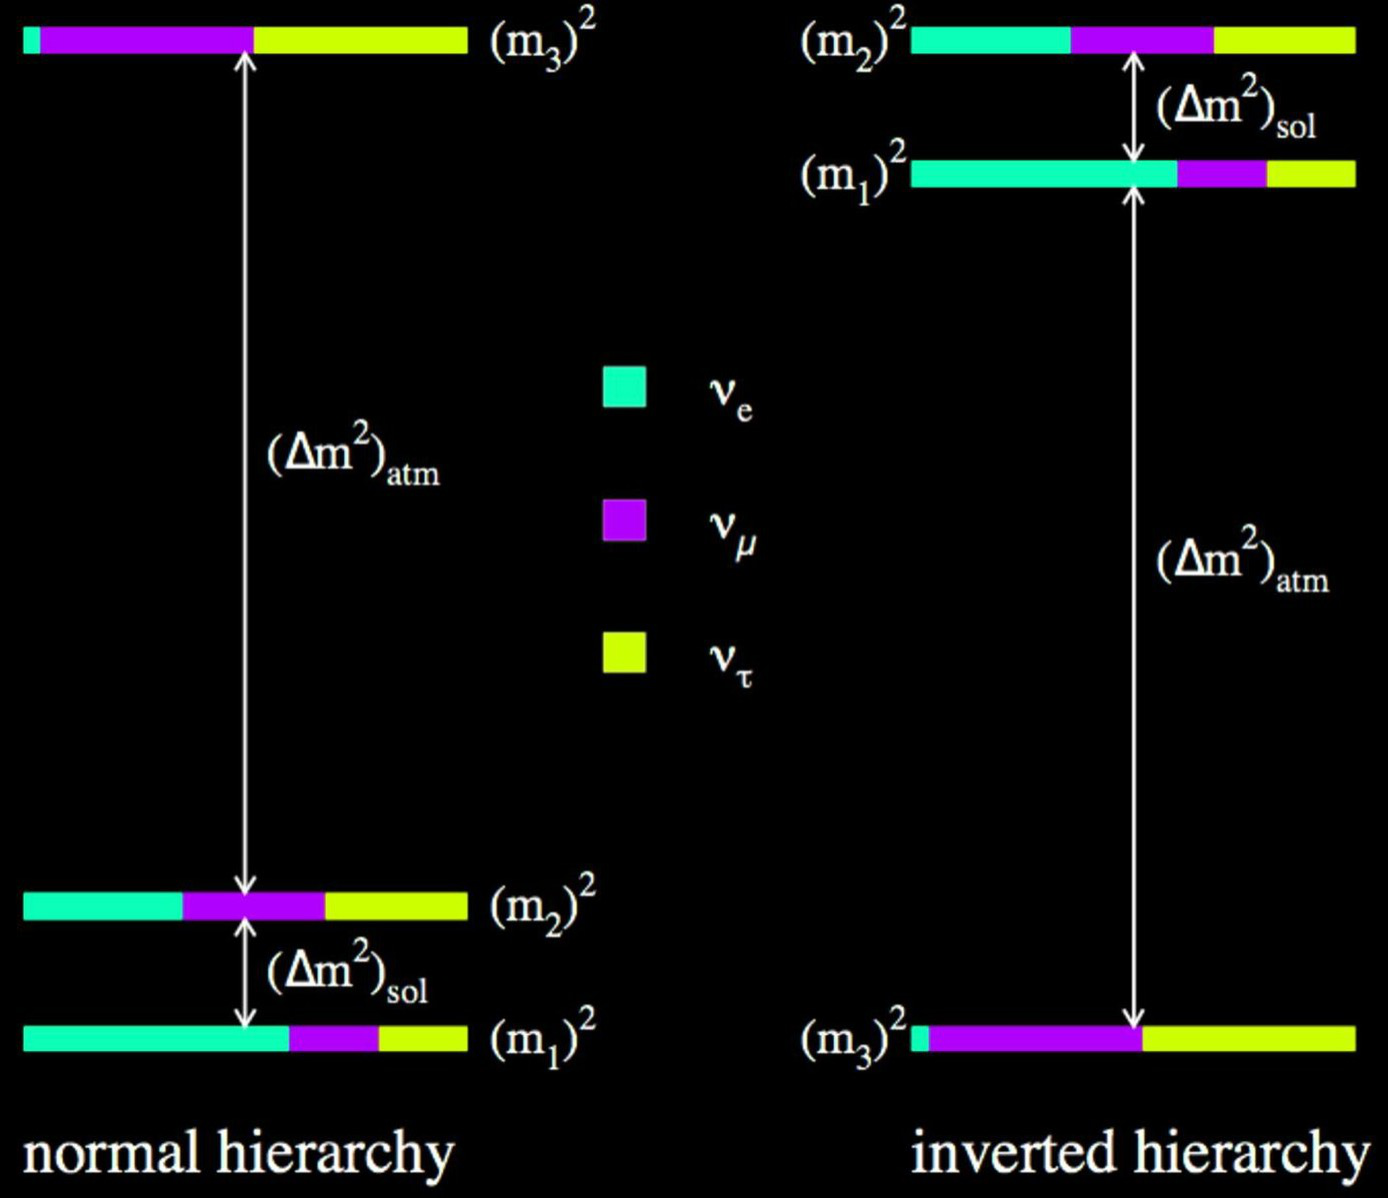 (m₃)²
(Δm²)atm
(m₂)²
(Δm²)sol
(m₁)²
normal hierarchy
νe
νμ
ντ
(m₂)²
(Δm²)sol
(m₁)²
(Δm²)atm
(m₃)²
inverted hierarchy